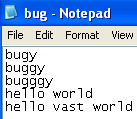 bug - Notepad
File Edit Format View
bugy
buggy
bugggy
hello world
hello vast world